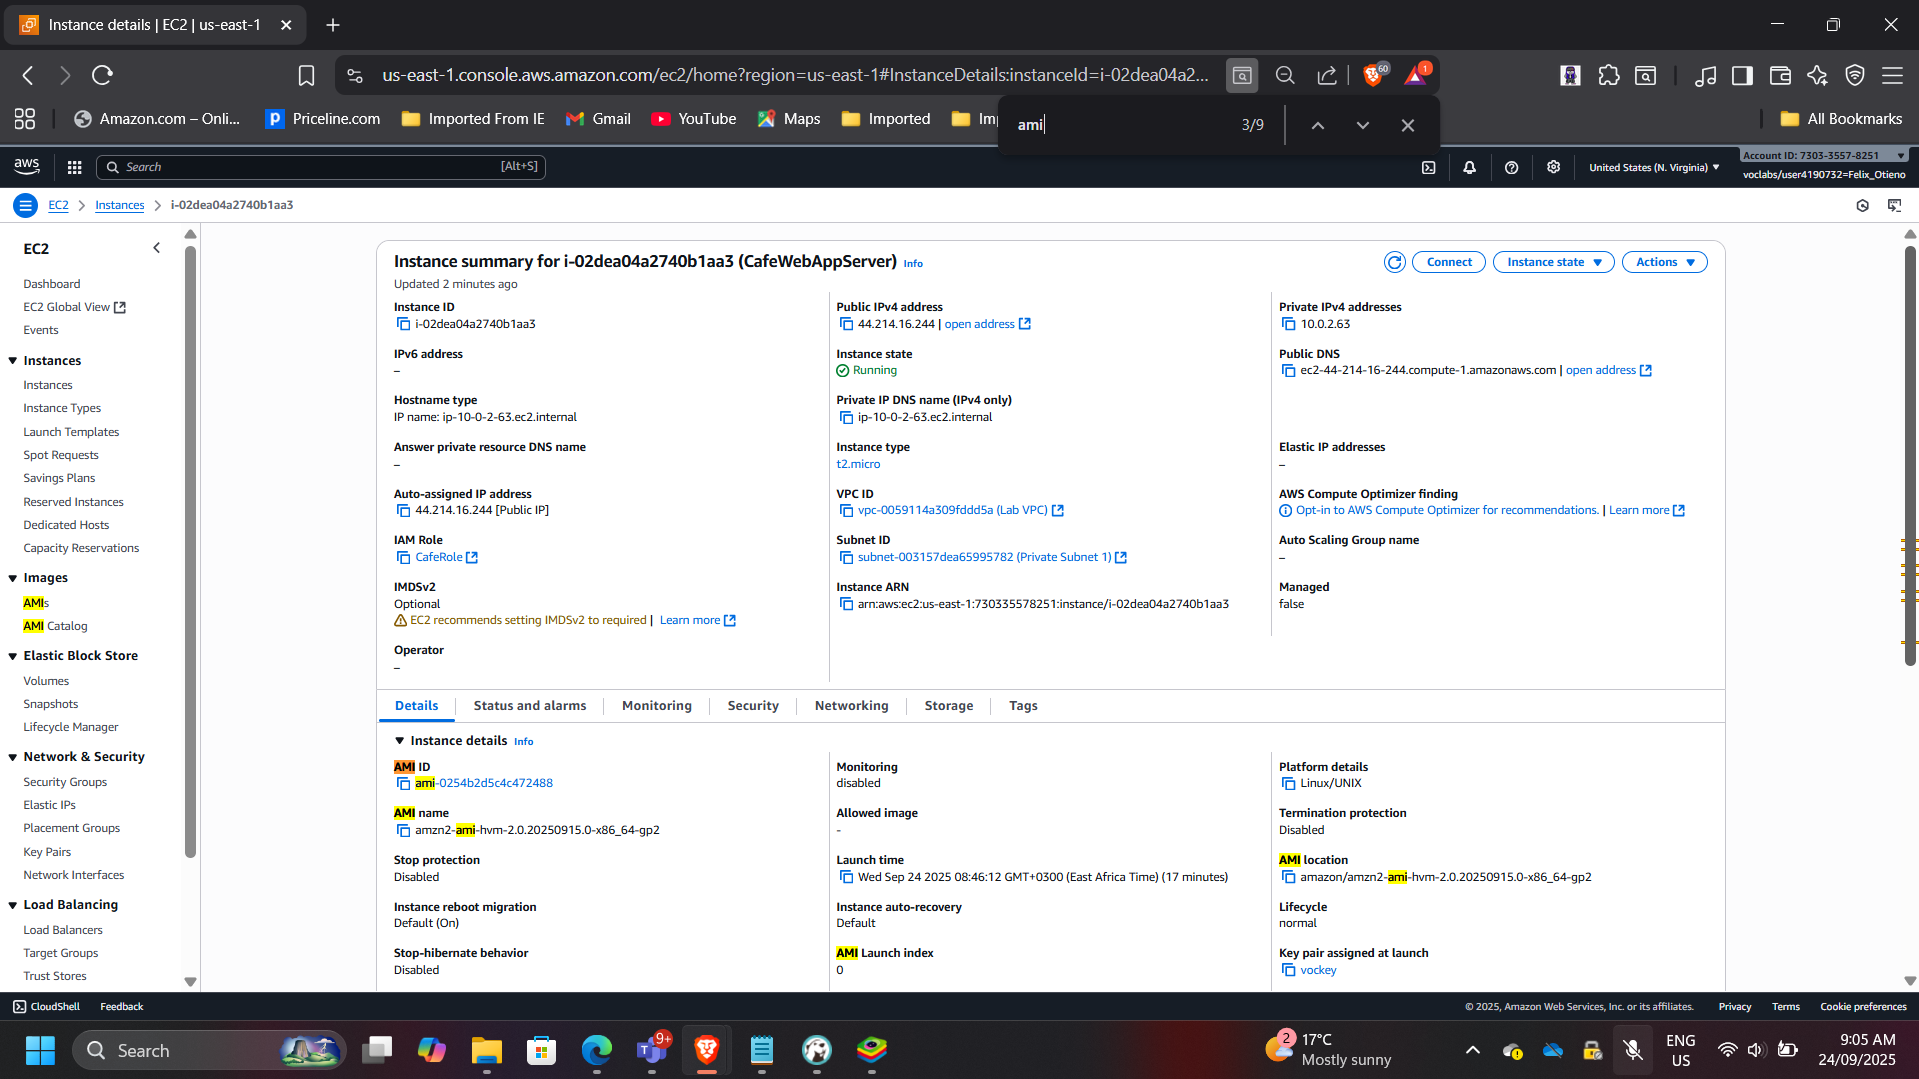 Instance details | EC2 | us-east-1
us-east-1.console.aws.amazon.com/ec2/home?region=us-east-1#InstanceDetails:instanceId=i-02dea04a2...
60
1
Amazon.com – Onli...
Priceline.com
Imported From IE
Gmail
YouTube
Maps
Imported
Imp
All Bookmarks
ami
3/9
aws
Search
[Alt+S]
United States (N. Virginia)
Account ID: 7303-3557-8251
voclabs/user4190732=Felix_Otieno
EC2
Instances
i-02dea04a2740b1aa3
EC2
Dashboard
EC2 Global View
Events
Instances
Instances
Instance Types
Launch Templates
Spot Requests
Savings Plans
Reserved Instances
Dedicated Hosts
Capacity Reservations
Images
AMIs
AMI Catalog
Elastic Block Store
Volumes
Snapshots
Lifecycle Manager
Network & Security
Security Groups
Elastic IPs
Placement Groups
Key Pairs
Network Interfaces
Load Balancing
Load Balancers
Target Groups
Trust Stores
Instance summary for i-02dea04a2740b1aa3 (CafeWebAppServer) Info
Updated 2 minutes ago
Connect
Instance state
Actions
Instance ID
i-02dea04a2740b1aa3
Public IPv4 address
44.214.16.244 | open address
Private IPv4 addresses
10.0.2.63
IPv6 address
–
Instance state
Running
Public DNS
ec2-44-214-16-244.compute-1.amazonaws.com | open address
Hostname type
IP name: ip-10-0-2-63.ec2.internal
Private IP DNS name (IPv4 only)
ip-10-0-2-63.ec2.internal
Answer private resource DNS name
–
Instance type
t2.micro
Elastic IP addresses
–
Auto-assigned IP address
44.214.16.244 [Public IP]
VPC ID
vpc-0059114a309fddd5a (Lab VPC)
AWS Compute Optimizer finding
Opt-in to AWS Compute Optimizer for recommendations. | Learn more
IAM Role
CafeRole
Subnet ID
subnet-003157dea65995782 (Private Subnet 1)
Auto Scaling Group name
–
IMDSv2
Optional
EC2 recommends setting IMDSv2 to required | Learn more
Instance ARN
arn:aws:ec2:us-east-1:730335578251:instance/i-02dea04a2740b1aa3
Managed
false
Operator
–
Details
Status and alarms
Monitoring
Security
Networking
Storage
Tags
Instance details Info
AMI ID
ami-0254b2d5c4c472488
Monitoring
disabled
Platform details
Linux/UNIX
AMI name
amzn2-ami-hvm-2.0.20250915.0-x86_64-gp2
Allowed image
-
Termination protection
Disabled
Stop protection
Disabled
Launch time
Wed Sep 24 2025 08:46:12 GMT+0300 (East Africa Time) (17 minutes)
AMI location
amazon/amzn2-ami-hvm-2.0.20250915.0-x86_64-gp2
Instance reboot migration
Default (On)
Instance auto-recovery
Default
Lifecycle
normal
Stop-hibernate behavior
Disabled
AMI Launch index
0
Key pair assigned at launch
vockey
CloudShell
Feedback
© 2025, Amazon Web Services, Inc. or its affiliates.
Privacy
Terms
Cookie preferences
Search
9+
2
17°C
Mostly sunny
ENG
US
9:05 AM
24/09/2025